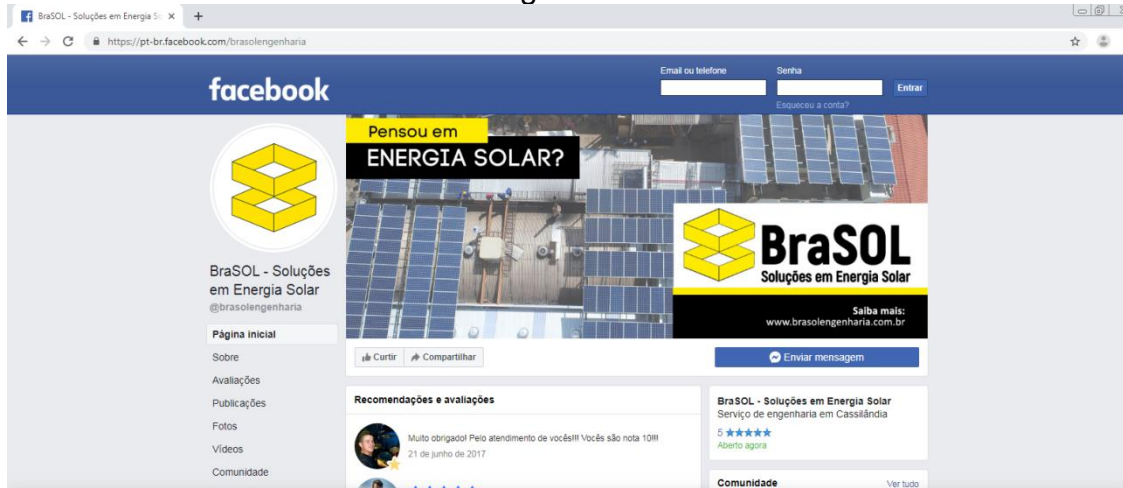 BraSOL - Soluções em Energia So
https://pt-br.facebook.com/brasolengenharia
facebook
Email ou telefone
Senha
Entrar
Esqueceu a conta?
Pensou em
ENERGIA SOLAR?
BraSOL
Soluções em Energia Solar
Saiba mais:
www.brasolengenharia.com.br
BraSOL - Soluções
em Energia Solar
@brasolengenharia
Página inicial
Sobre
Avaliações
Publicações
Fotos
Vídeos
Comunidade
Curtir
Compartilhar
Enviar mensagem
Recomendações e avaliações
Muito obrigado! Pelo atendimento de vocês!!! Vocês são nota 10!!!
21 de junho de 2017
BraSOL - Soluções em Energia Solar
Serviço de engenharia em Cassilândia
5 ★★★★★
Aberto agora
Comunidade
Ver tudo